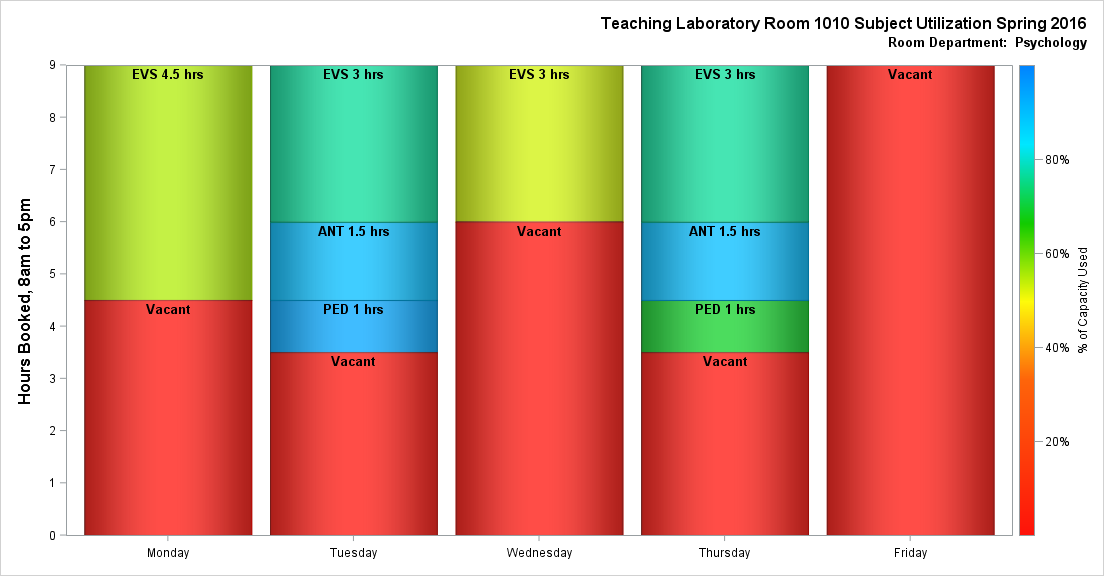 Teaching Laboratory Room 1010 Subject Utilization Spring 2016
Room Department: Psychology
Hours Booked, 8am to 5pm
9
8
7
6
5
4
3
2
1
0
EVS 4.5 hrs
Vacant
EVS 3 hrs
ANT 1.5 hrs
PED 1 hrs
Vacant
EVS 3 hrs
Vacant
EVS 3 hrs
ANT 1.5 hrs
PED 1 hrs
Vacant
Vacant
Monday
Tuesday
Wednesday
Thursday
Friday
80%
60%
40%
20%
% of Capacity Used